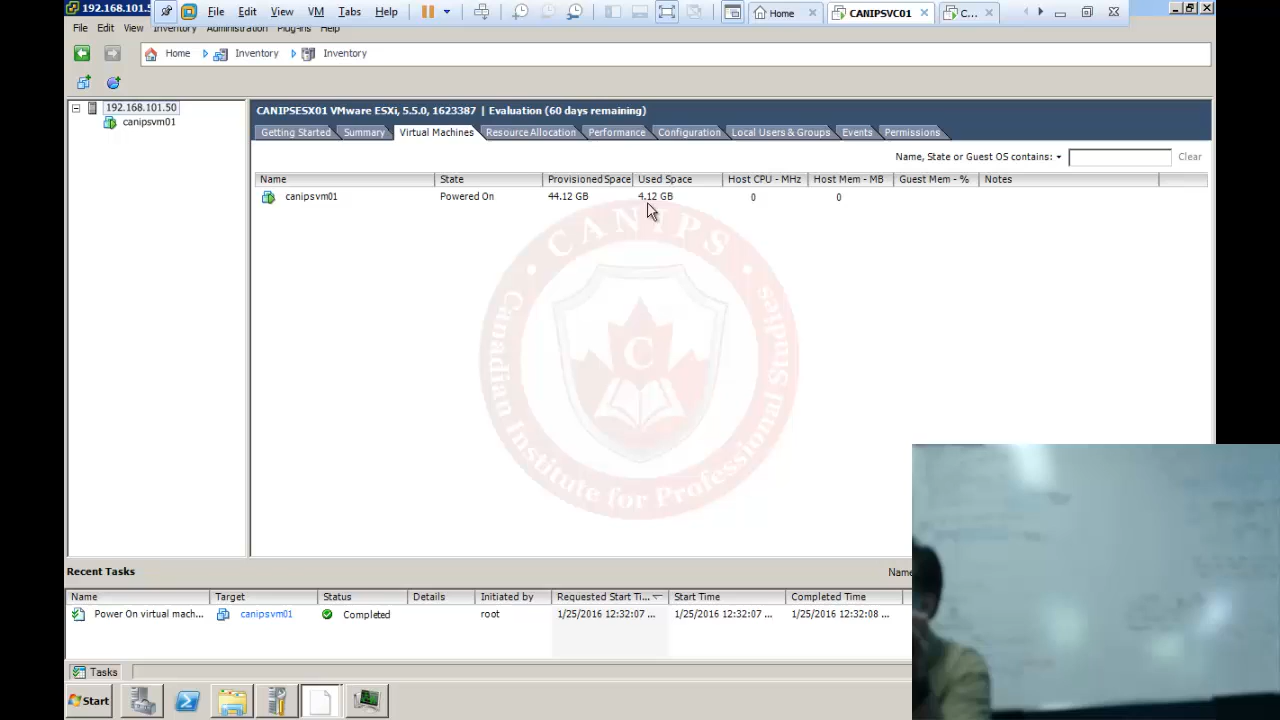 192.168.101.5
File Edit View VM Tabs Help
Home
CANIPSVC01
C...
File Edit View Inventory Administration Plug-ins Help
Home Inventory Inventory
192.168.101.50
canipsvm01
CANIPSESX01 VMware ESXi, 5.5.0, 1623387 | Evaluation (60 days remaining)
Getting Started Summary Virtual Machines Resource Allocation Performance Configuration Local Users & Groups Events Permissions
Name, State or Guest OS contains: Clear
Name State Provisioned Space Used Space Host CPU - MHz Host Mem - MB Guest Mem - % Notes
canipsvm01 Powered On 44.12 GB 4.12 GB 0 0
CANIPS
C
Canadian Institute for Professional Studies
Recent Tasks
Name
Name Target Status Details Initiated by Requested Start Ti... Start Time Completed Time
Power On virtual mach... canipsvm01 Completed root 1/25/2016 12:32:07 ... 1/25/2016 12:32:07 ... 1/25/2016 12:32:08 ...
Tasks
Start